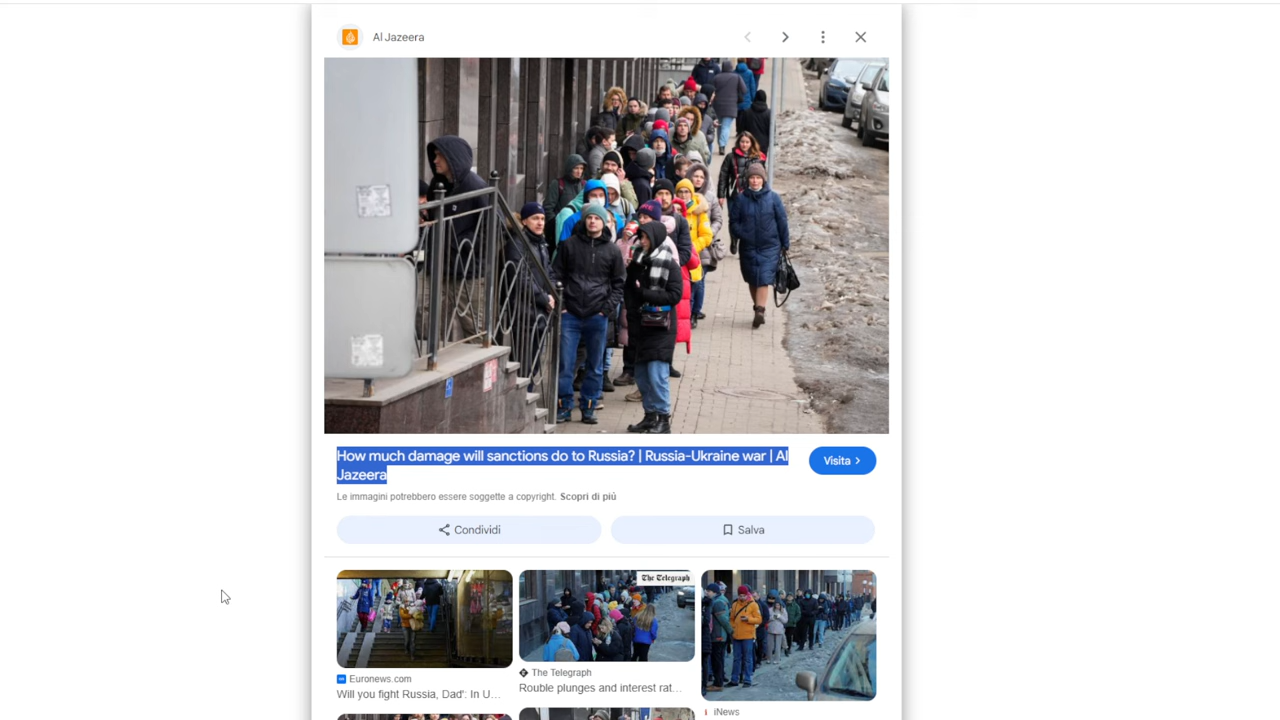 Al Jazeera
How much damage will sanctions do to Russia? | Russia-Ukraine war | Al
Jazeera
Visita
Le immagini potrebbero essere soggette a copyright. Scopri di più
Condividi
Salva
The Telegraph
Euronews.com
Will you fight Russia, Dad': In U...
The Telegraph
Rouble plunges and interest rat...
iNews